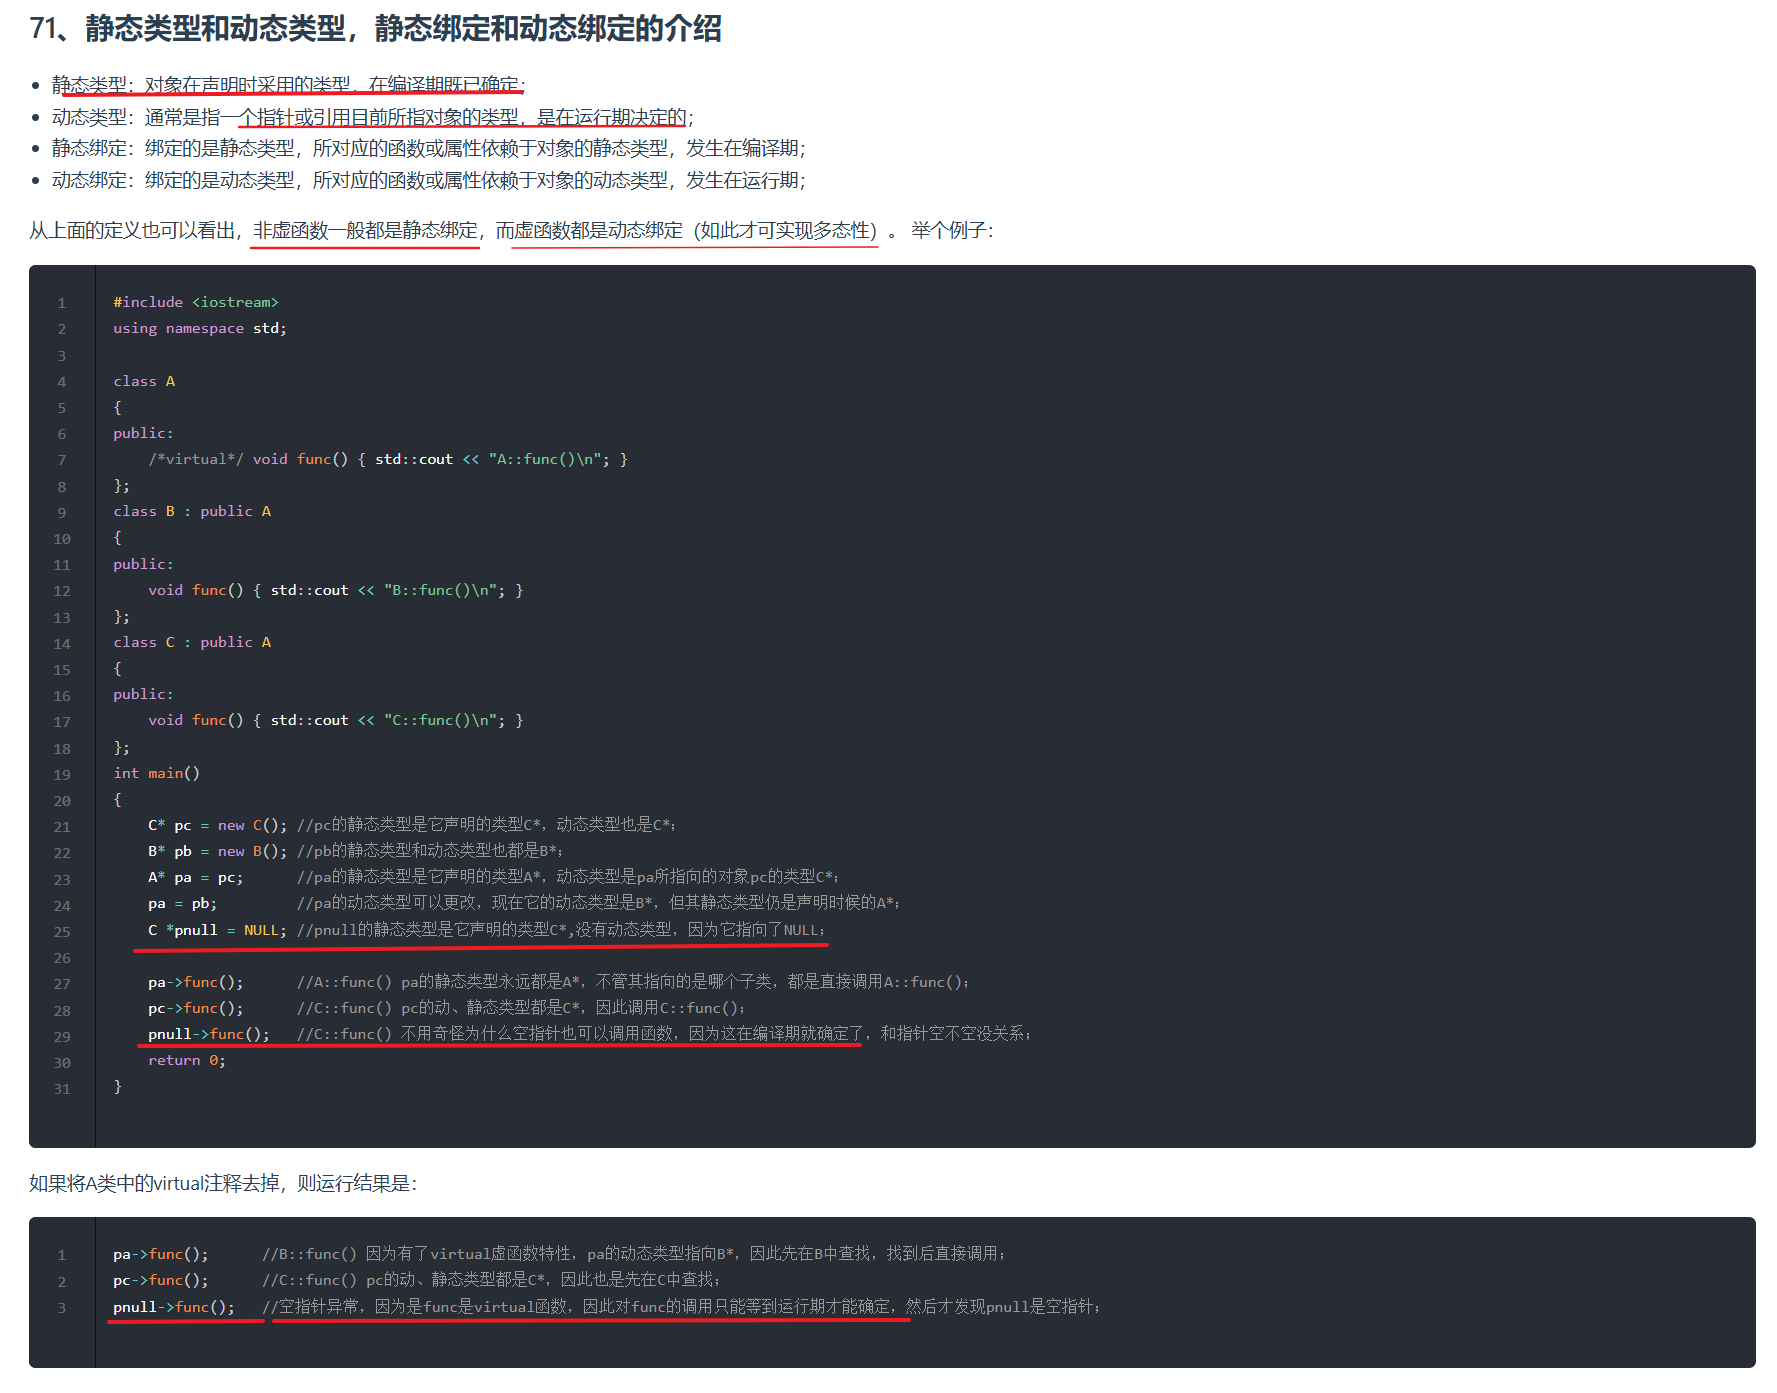 71、静态类型和动态类型，静态绑定和动态绑定的介绍
• 静态类型：对象在声明时采用的类型，在编译期既已确定；
• 动态类型：通常是指一个指针或引用目前所指对象的类型，是在运行期决定的；
• 静态绑定：绑定的是静态类型，所对应的函数或属性依赖于对象的静态类型，发生在编译期；
• 动态绑定：绑定的是动态类型，所对应的函数或属性依赖于对象的动态类型，发生在运行期；
从上面的定义也可以看出，非虚函数一般都是静态绑定，而虚函数都是动态绑定（如此才可实现多态性）。 举个例子：
1 #include <iostream>
2 using namespace std;
3
4 class A
5 {
6 public:
7     /*virtual*/ void func() { std::cout << "A::func()\n"; }
8 };
9 class B : public A
10 {
11 public:
12     void func() { std::cout << "B::func()\n"; }
13 };
14 class C : public A
15 {
16 public:
17     void func() { std::cout << "C::func()\n"; }
18 };
19 int main()
20 {
21     C* pc = new C(); //pc的静态类型是它声明的类型C*，动态类型也是C*；
22     B* pb = new B(); //pb的静态类型和动态类型也都是B*；
23     A* pa = pc;      //pa的静态类型是它声明的类型A*，动态类型是pa所指向的对象pc的类型C*；
24     pa = pb;         //pa的动态类型可以更改，现在它的动态类型是B*，但其静态类型仍是声明时候的A*；
25     C *pnull = NULL; //pnull的静态类型是它声明的类型C*,没有动态类型，因为它指向了NULL；
26
27     pa->func();      //A::func() pa的静态类型永远都是A*，不管其指向的是哪个子类，都是直接调用A::func()；
28     pc->func();      //C::func() pc的动、静态类型都是C*，因此调用C::func()；
29     pnull->func();   //C::func() 不用奇怪为什么空指针也可以调用函数，因为这在编译期就确定了，和指针空不空没关系；
30     return 0;
31 }
如果将A类中的virtual注释去掉，则运行结果是：
1 pa->func();      //B::func() 因为有了virtual虚函数特性，pa的动态类型指向B*，因此先在B中查找，找到后直接调用；
2 pc->func();      //C::func() pc的动、静态类型都是C*，因此也是先在C中查找；
3 pnull->func();   //空指针异常，因为是func是virtual函数，因此对func的调用只能等到运行期才能确定，然后才发现pnull是空指针；